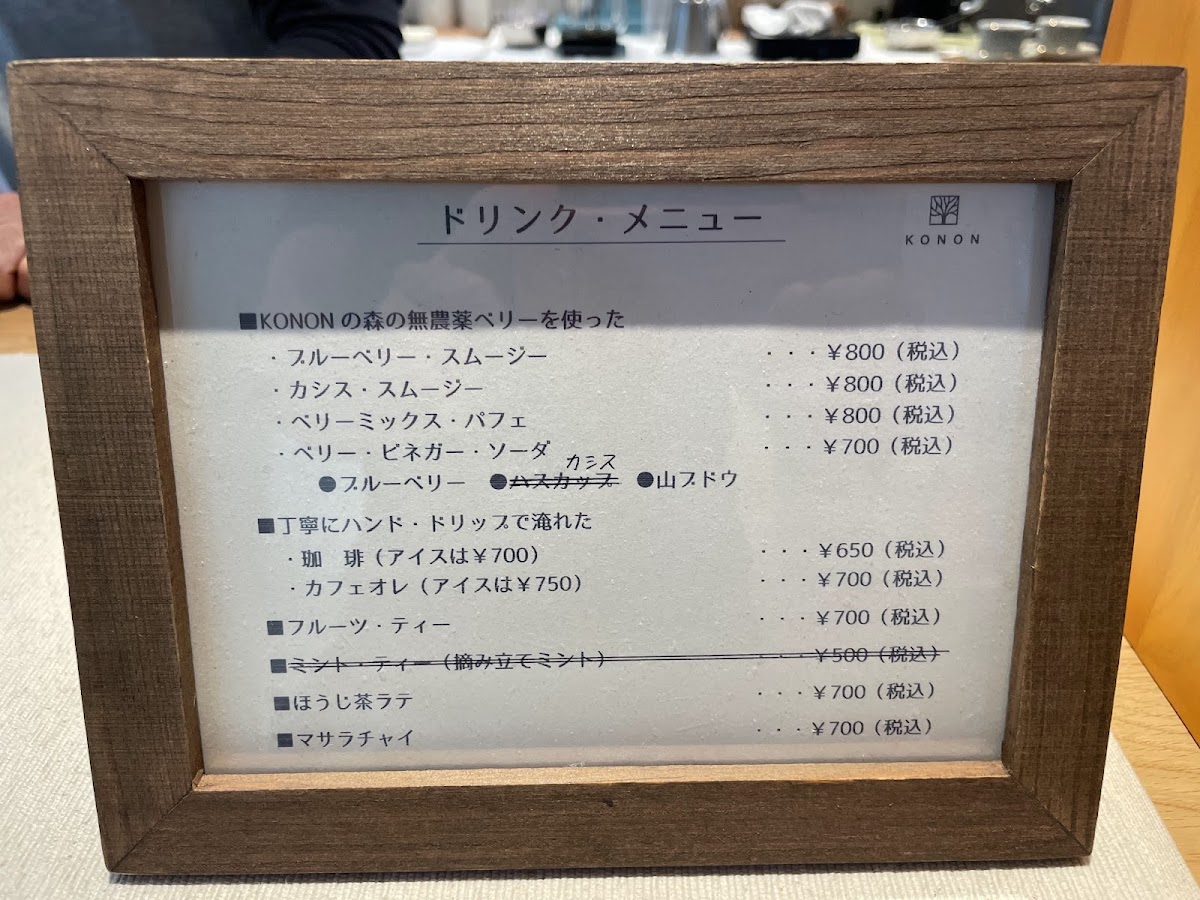 ドリンク・メニュー
KONON
■KONONの森の無農薬ベリーを使った
・ブルーベリー・スムージー ・・・￥800（税込）
・カシス・スムージー ・・・￥800（税込）
・ベリーミックス・パフェ ・・・￥800（税込）
・ベリー・ビネガー・ソーダ ・・・￥700（税込）
カシス
●ブルーベリー ●ハスカップ ●山ブドウ
■丁寧にハンド・ドリップで淹れた
・珈 琲（アイスは￥700） ・・・￥650（税込）
・カフェオレ（アイスは￥750） ・・・￥700（税込）
■フルーツ・ティー ・・・￥700（税込）
■ミント・ティー（摘み立てミント） ・・・￥500（税込）
■ほうじ茶ラテ ・・・￥700（税込）
■マサラチャイ ・・・￥700（税込）